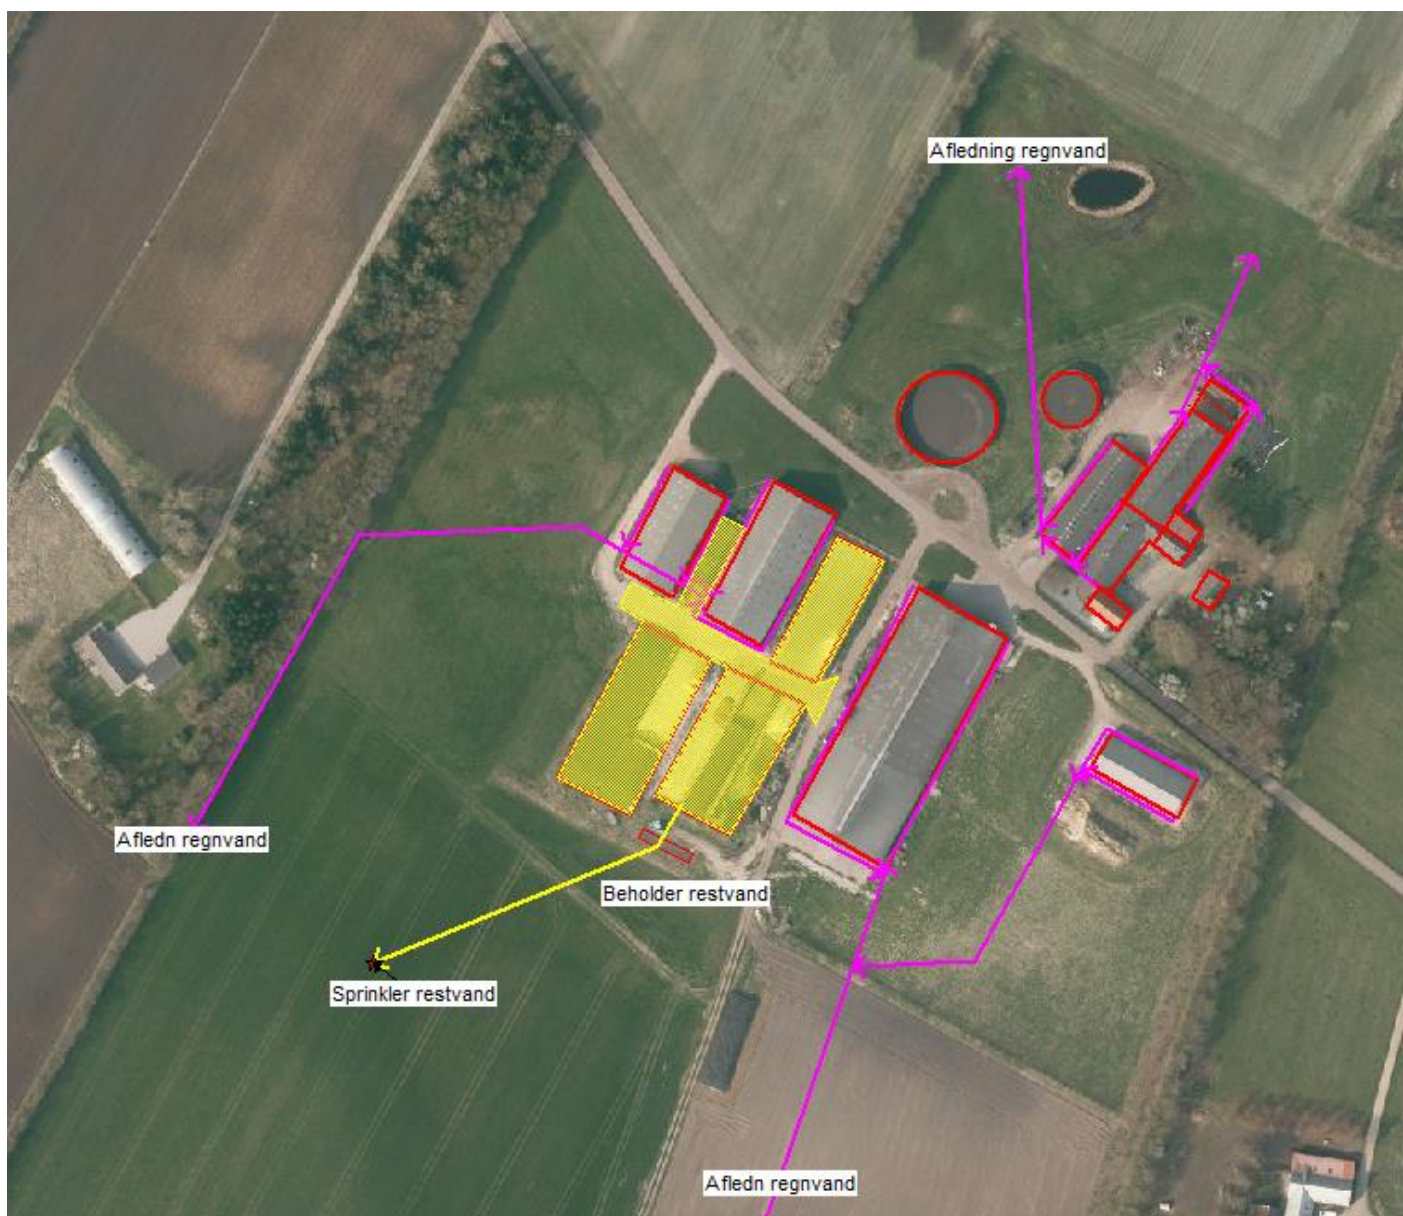 Afledning regnvand
Afledn regnvand
Beholder restvand
Sprinkler restvand
Afledn regnvand